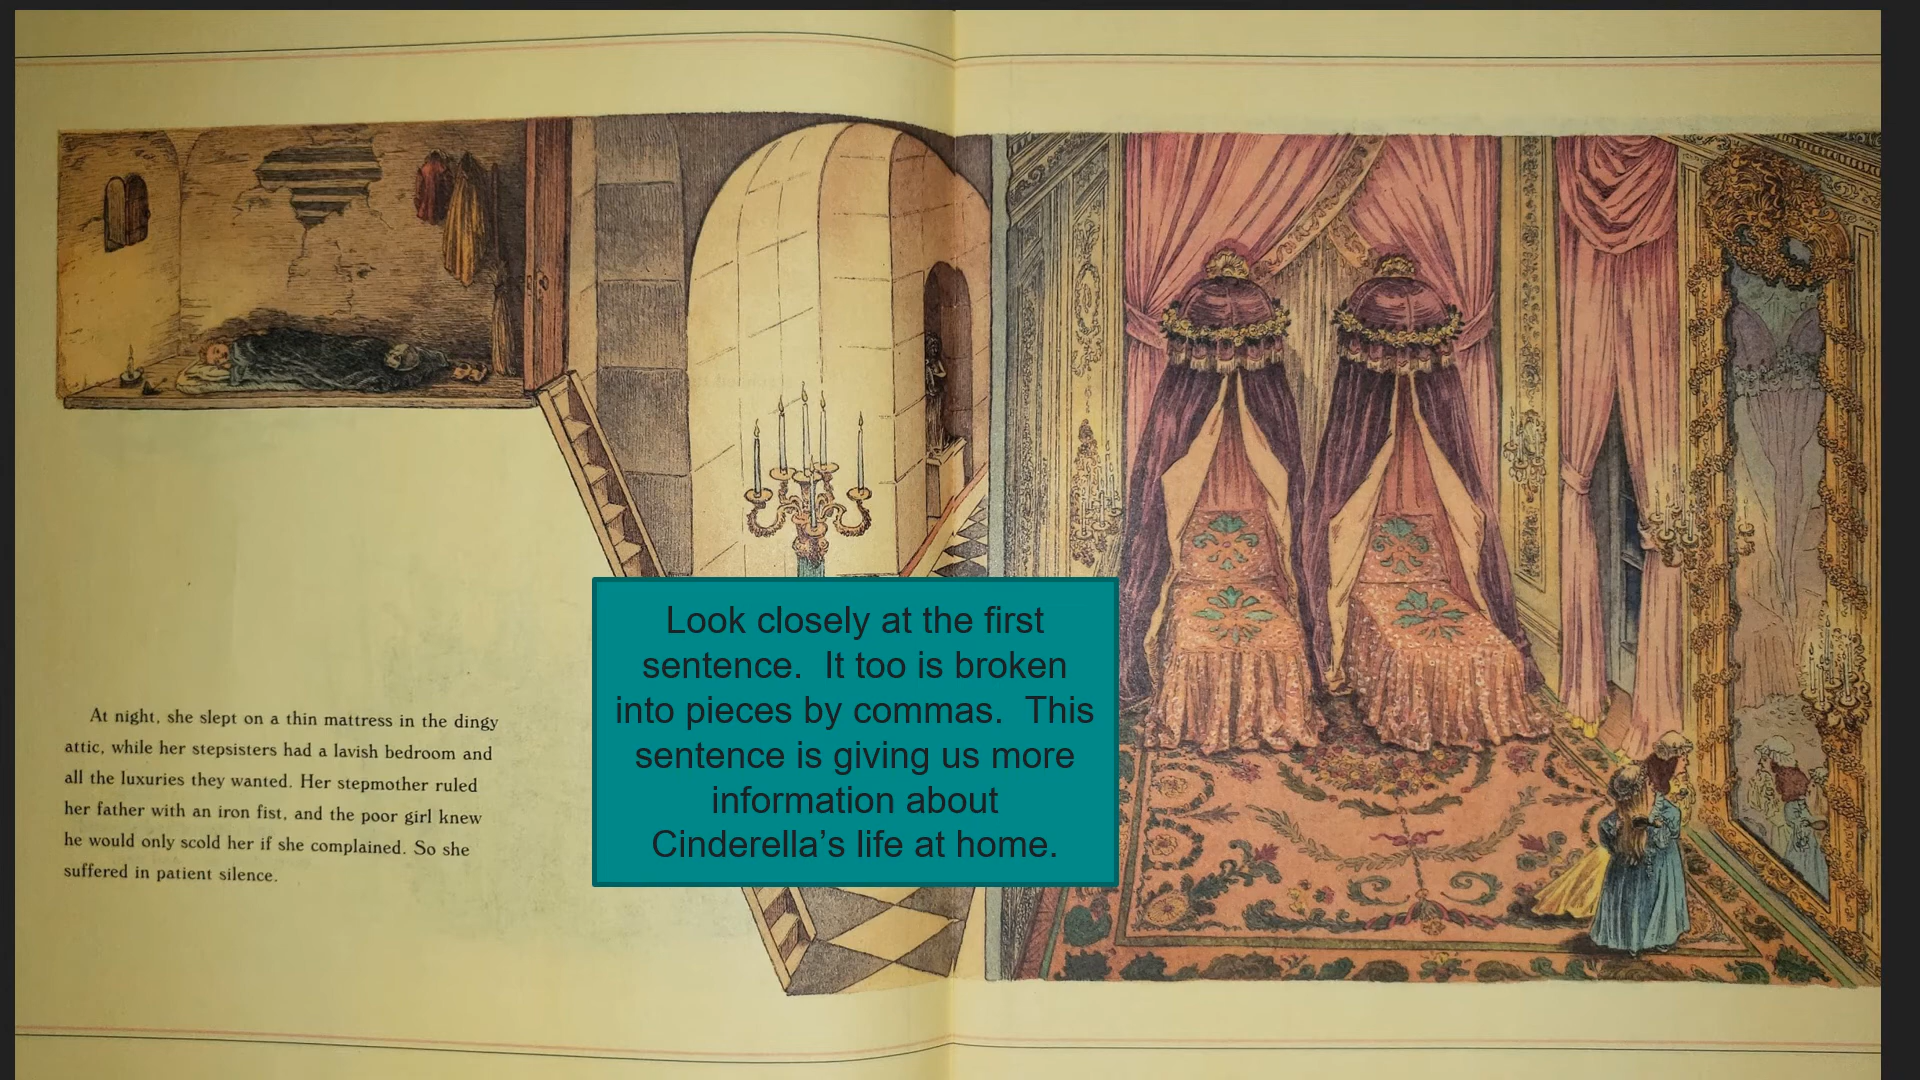 At night, she slept on a thin mattress in the dingy
attic, while her stepsisters had a lavish bedroom and
all the luxuries they wanted. Her stepmother ruled
her father with an iron fist, and the poor girl knew
he would only scold her if she complained. So she
suffered in patient silence.
Look closely at the first
sentence.  It too is broken
into pieces by commas.  This
sentence is giving us more
information about
Cinderella’s life at home.